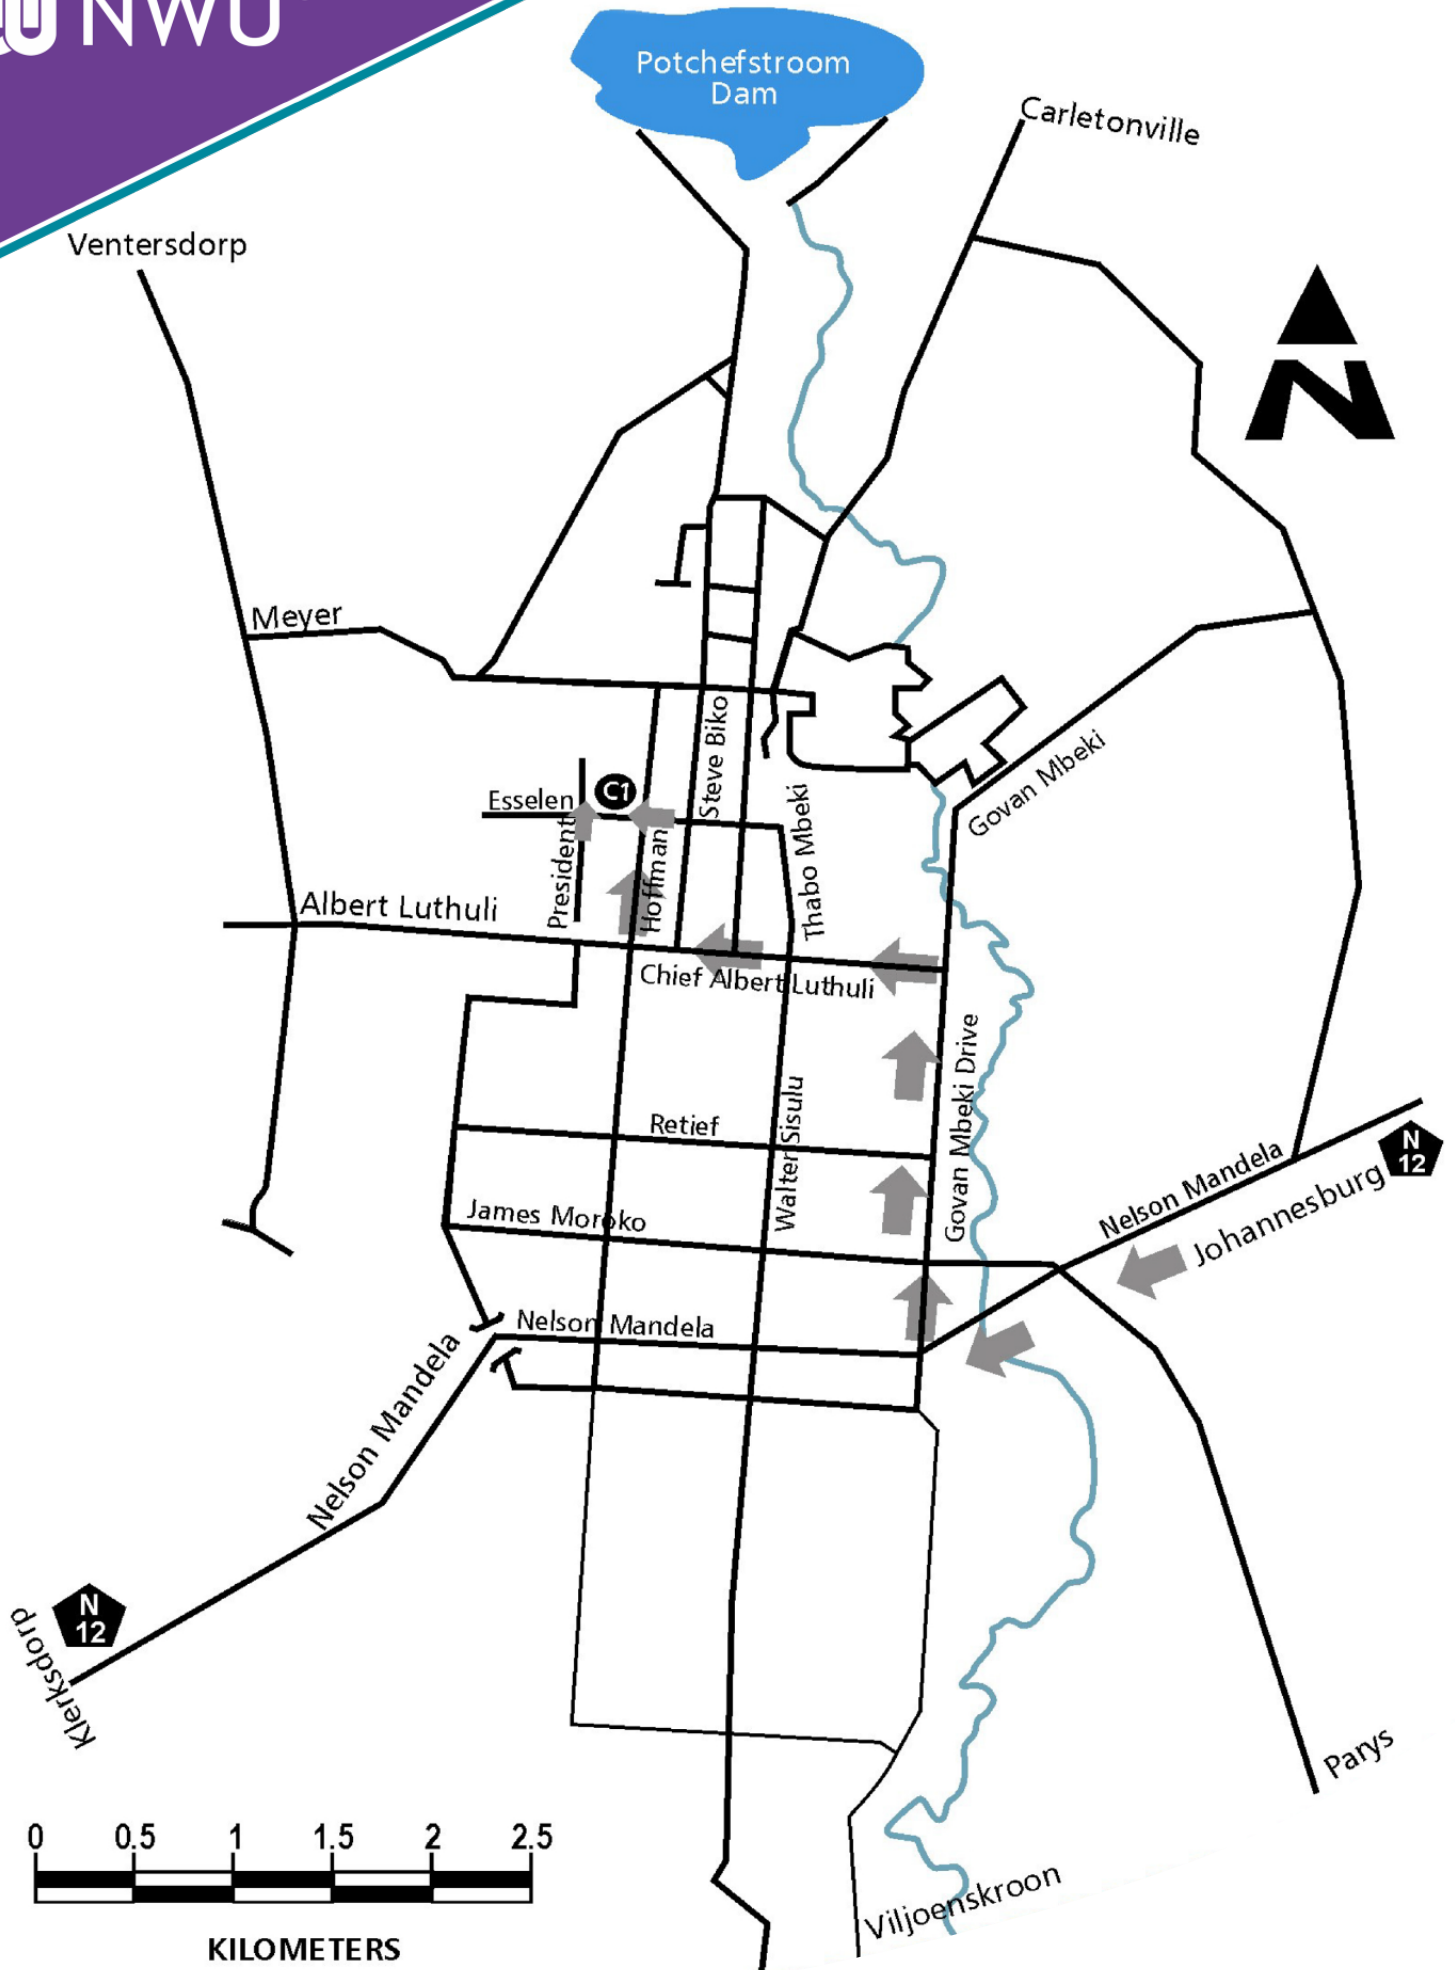 NWU
Potchefstroom
Dam
Carletonville
Ventersdorp
N
Meyer
Steve Biko
Govan Mbeki
C1
Esselen
Thabo Mbeki
President
Hoffman
Albert Luthuli
Chief Albert Luthuli
Govan Mbeki Drive
Walter Sisulu
Retief
N
12
Nelson Mandela
Johannesburg
James Moroko
Nelson Mandela
Nelson Mandela
N
12
Klerksdorp
Parys
0 0.5 1 1.5 2 2.5
KILOMETERS
Viljoenskroon